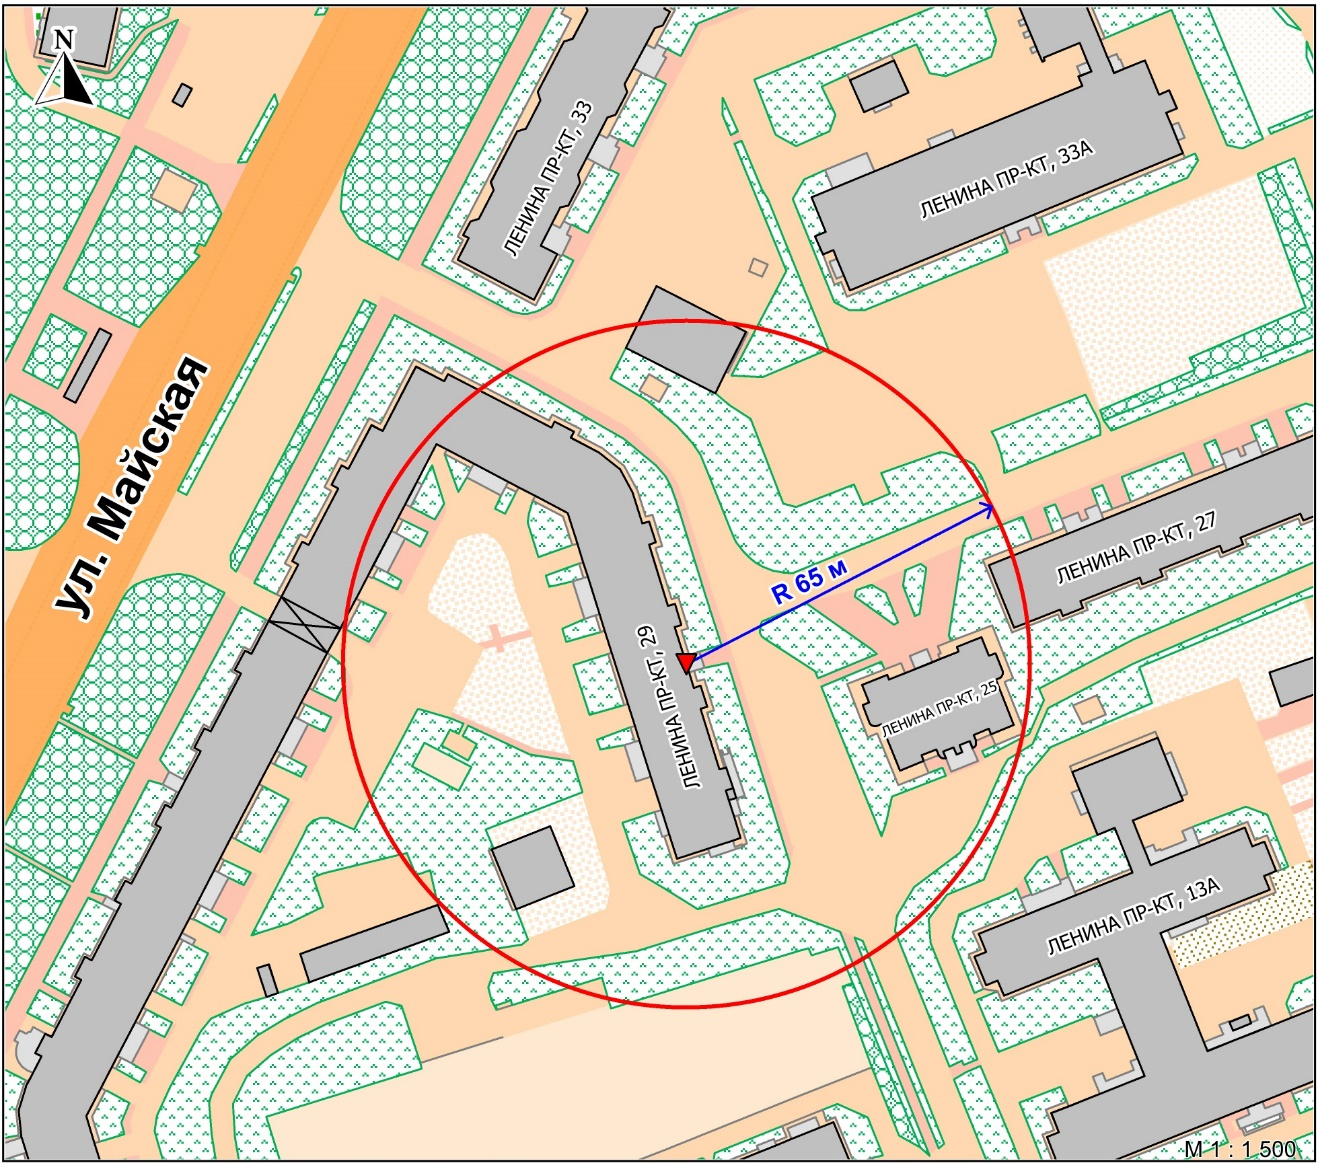 N
ЛЕНИНА ПР-КТ, 33
ЛЕНИНА ПР-КТ, 33А
ул. Майская
ЛЕНИНА ПР-КТ, 27
R 65 м
ЛЕНИНА ПР-КТ, 29
ЛЕНИНА ПР-КТ, 25
ЛЕНИНА ПР-КТ, 13А
М 1 : 1 500